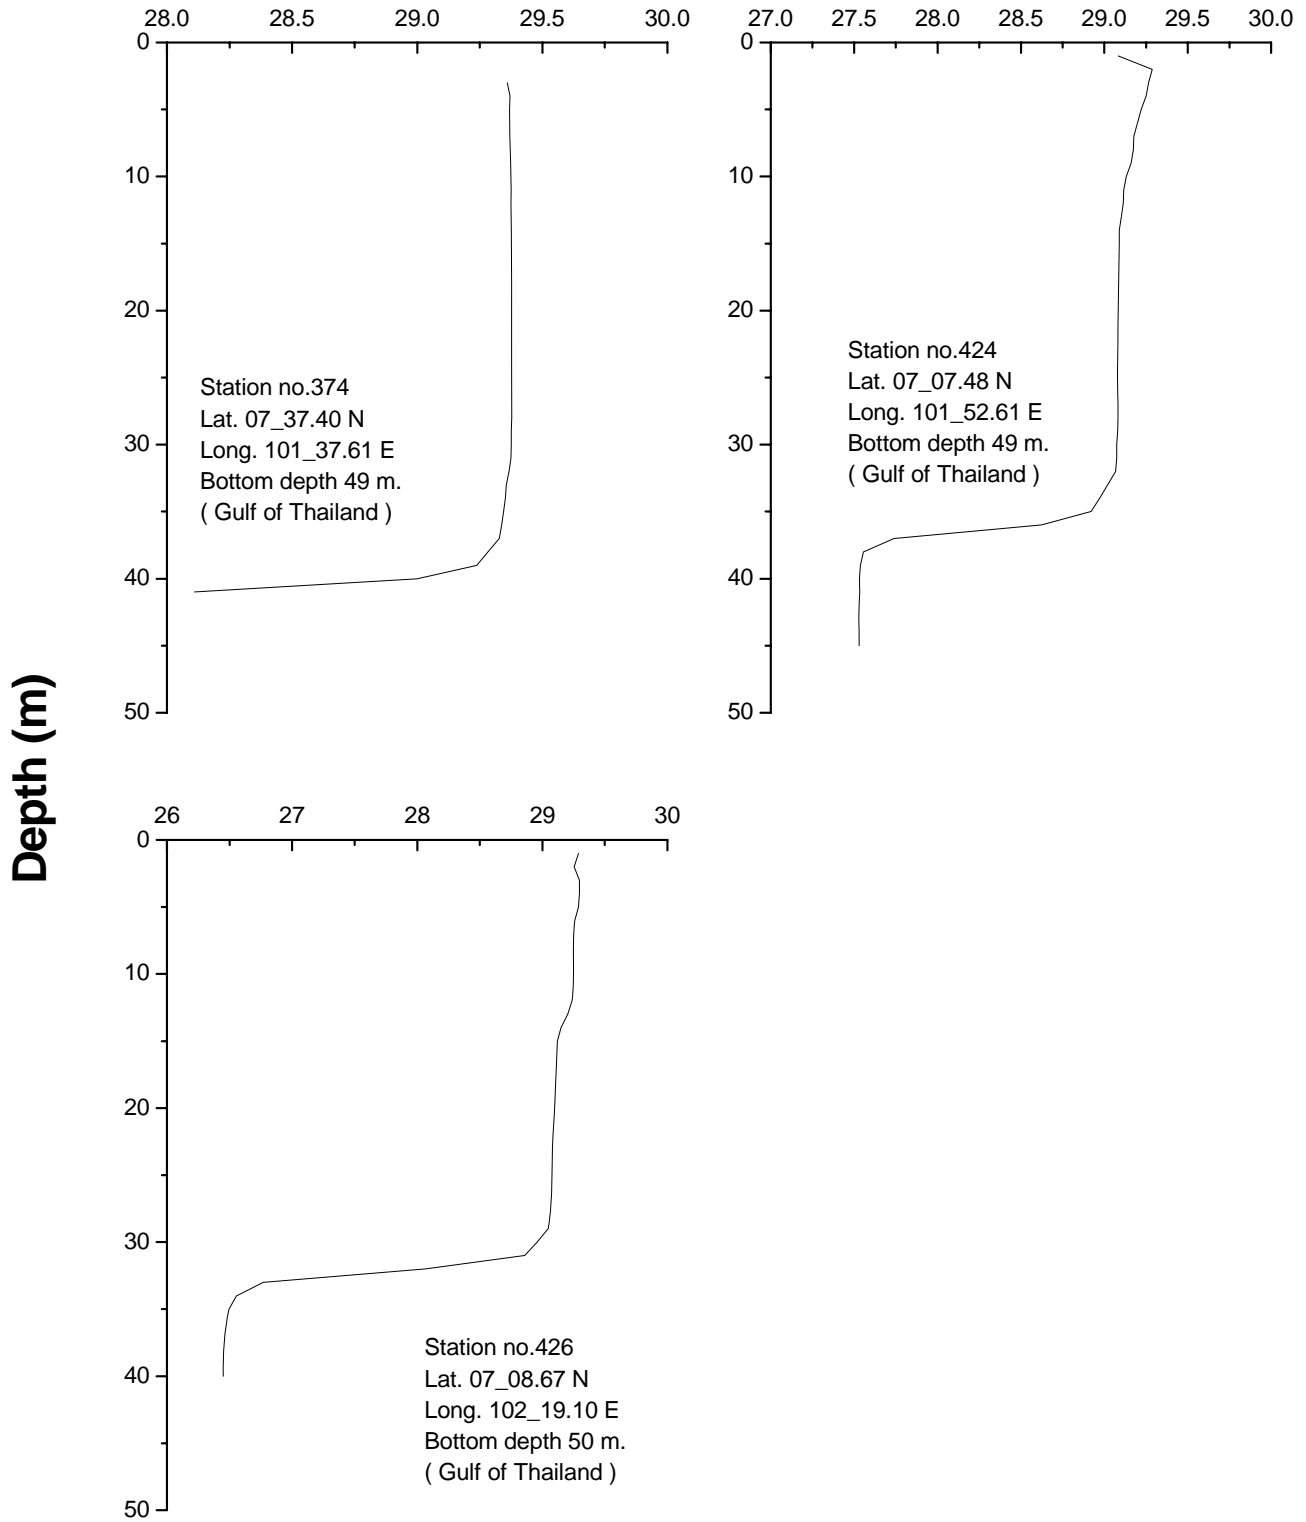 28.0 28.5 29.0 29.5 30.0
0
10
20
30
40
50
Station no.374
Lat. 07_37.40 N
Long. 101_37.61 E
Bottom depth 49 m.
( Gulf of Thailand )
27.0 27.5 28.0 28.5 29.0 29.5 30.0
0
10
20
30
40
50
Station no.424
Lat. 07_07.48 N
Long. 101_52.61 E
Bottom depth 49 m.
( Gulf of Thailand )
Depth (m)
26 27 28 29 30
0
10
20
30
40
50
Station no.426
Lat. 07_08.67 N
Long. 102_19.10 E
Bottom depth 50 m.
( Gulf of Thailand )